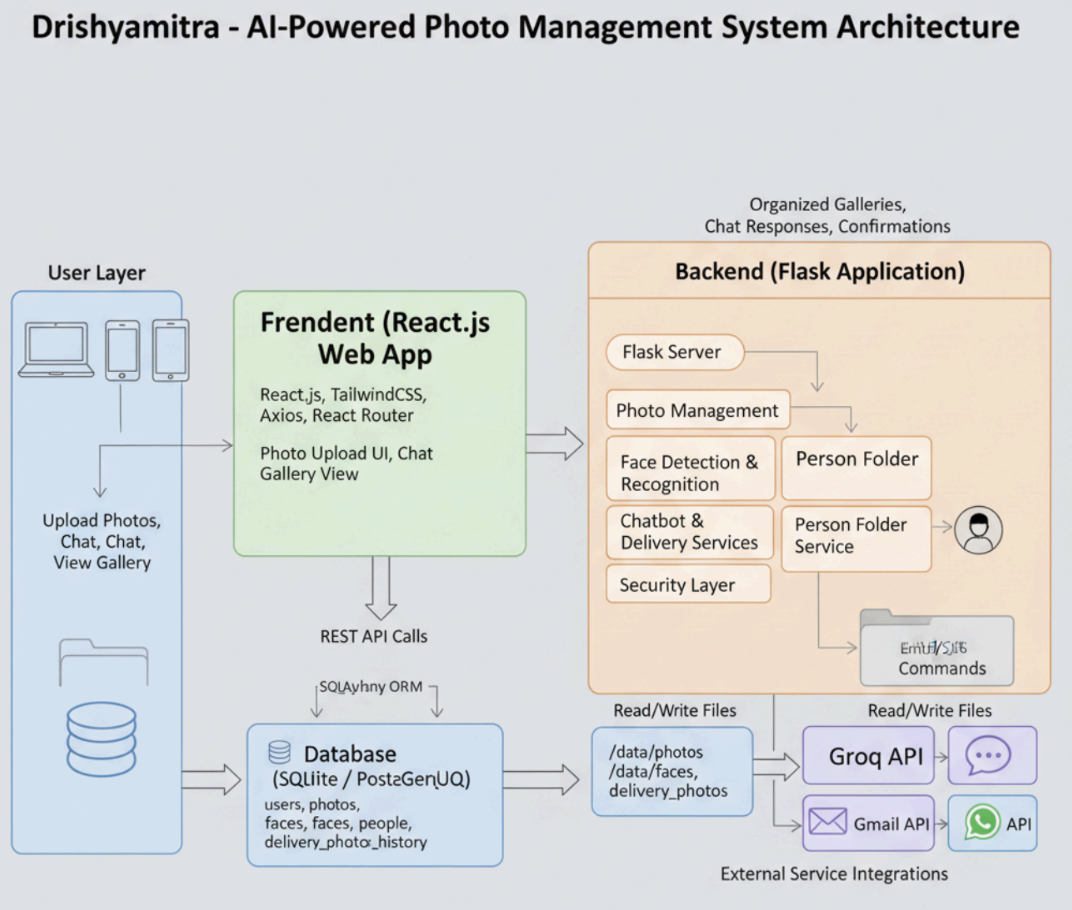 Drishyamitra - AI-Powered Photo Management System Architecture
Organized Galleries,
Chat Responses, Confirmations
User Layer
Upload Photos,
Chat, Chat,
View Gallery
Frendent (React.js
Web App
React.js, TailwindCSS,
Axios, React Router
Photo Upload UI, Chat
Gallery View
REST API Calls
Backend (Flask Application)
Flask Server
Photo Management
Face Detection &
Recognition
Person Folder
Chatbot &
Delivery Services
Person Folder
Service
Security Layer
Commands
ORM
Database
(SQLlite /
users, photos,
faces, faces, people,
delivery_photo_history
Read/Write Files
/data/photos
/data/faces,
delivery_photos
Read/Write Files
Groq API
Gmail API
API
External Service Integrations